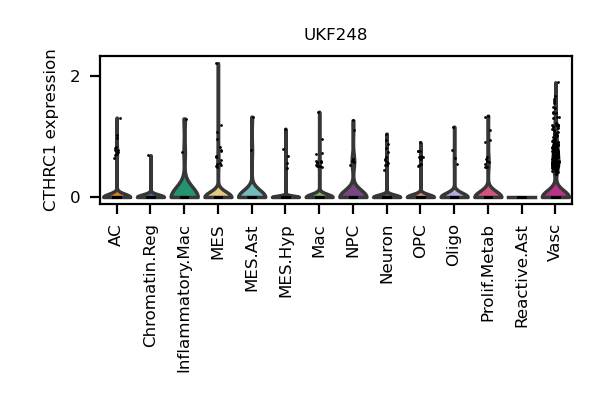 UKF248
CTHRC1 expression
2
0
AC
Chromatin.Reg
Inflammatory.Mac
MES
MES.Ast
MES.Hyp
Mac
NPC
Neuron
OPC
Oligo
Prolif.Metab
Reactive.Ast
Vasc